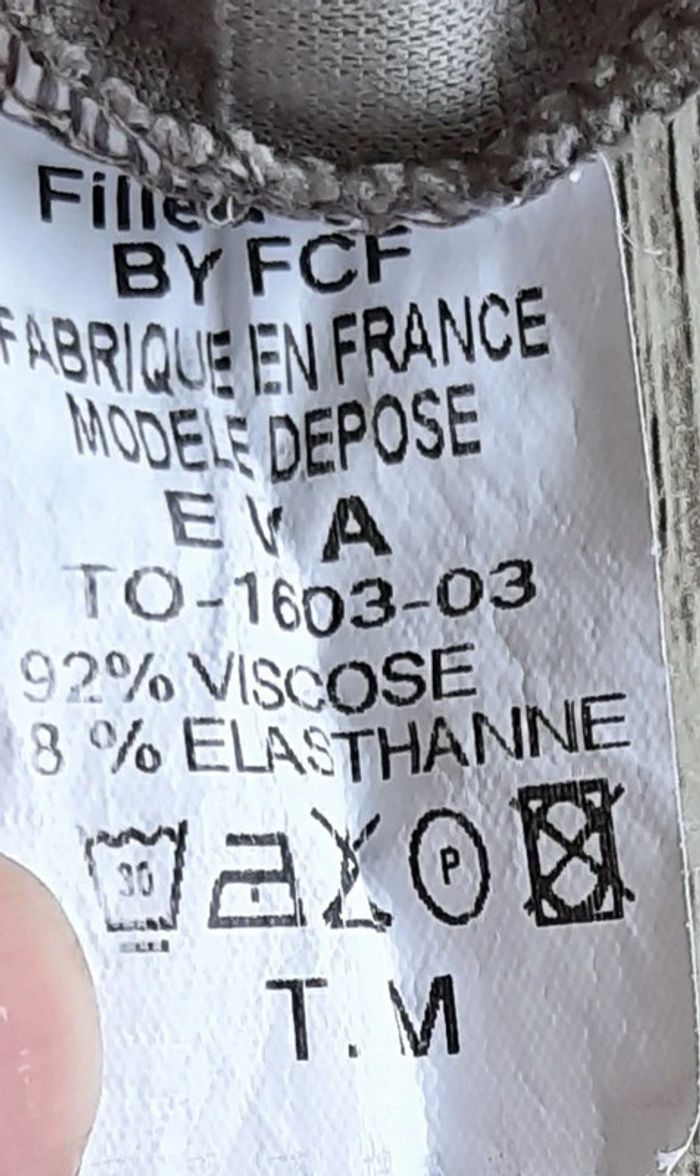 BY FCF
FABRIQUE EN FRANCE
MODELE DEPOSE
EVA
TO-1603-03
92% VISCOSE
8 % ELASTHANNE
30 P
T. M